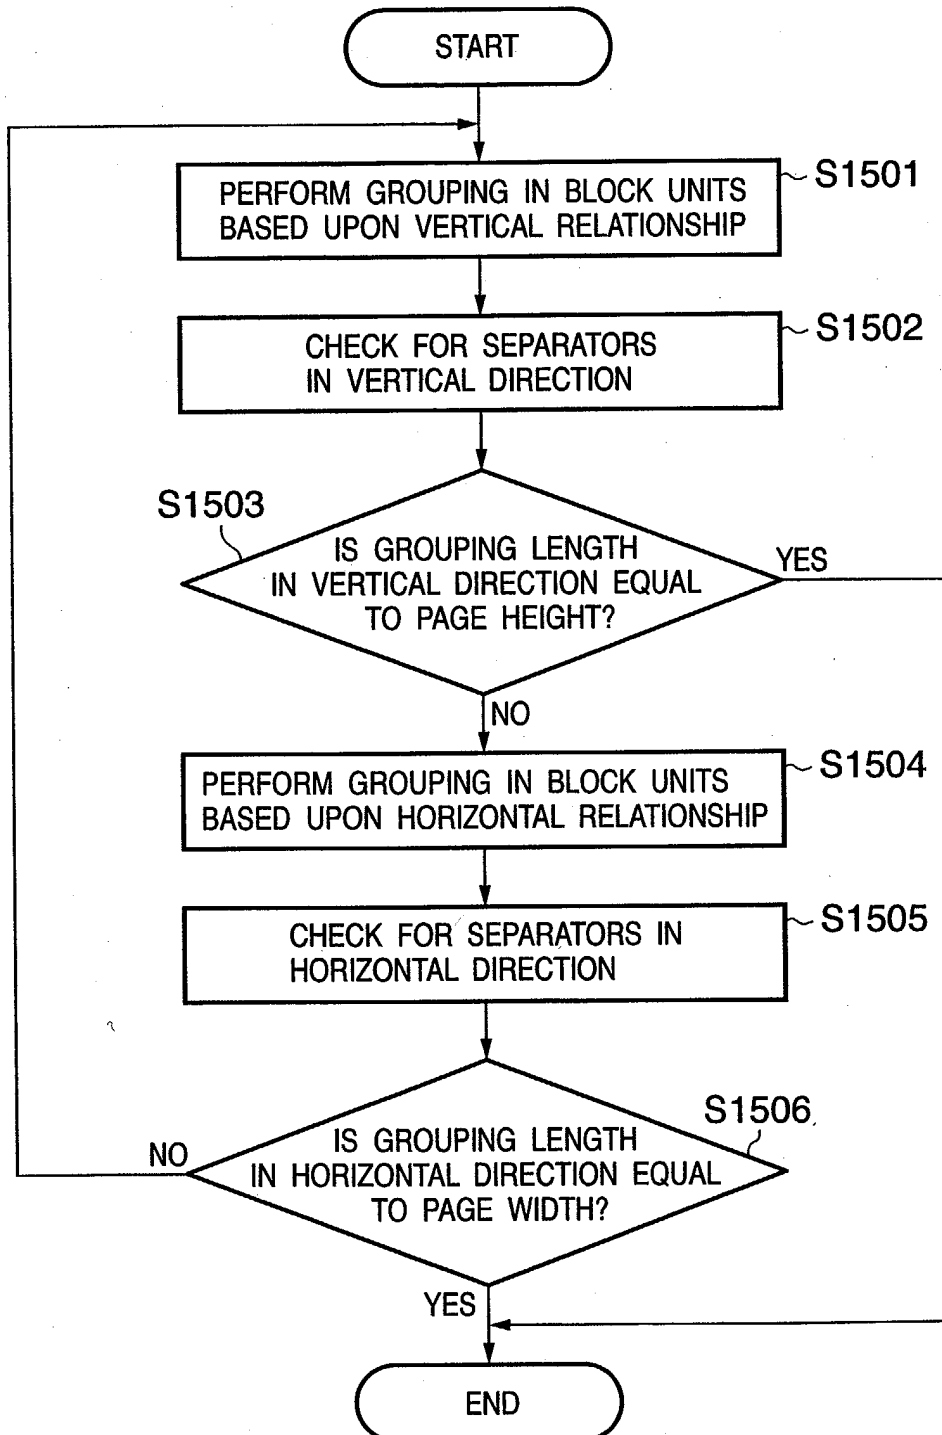 START
PERFORM GROUPING IN BLOCK UNITS
BASED UPON VERTICAL RELATIONSHIP
S1501
CHECK FOR SEPARATORS
IN VERTICAL DIRECTION
S1502
S1503
IS GROUPING LENGTH
IN VERTICAL DIRECTION EQUAL
TO PAGE HEIGHT?
YES
NO
PERFORM GROUPING IN BLOCK UNITS
BASED UPON HORIZONTAL RELATIONSHIP
S1504
CHECK FOR SEPARATORS IN
HORIZONTAL DIRECTION
S1505
S1506
IS GROUPING LENGTH
IN HORIZONTAL DIRECTION EQUAL
TO PAGE WIDTH?
NO
YES
END